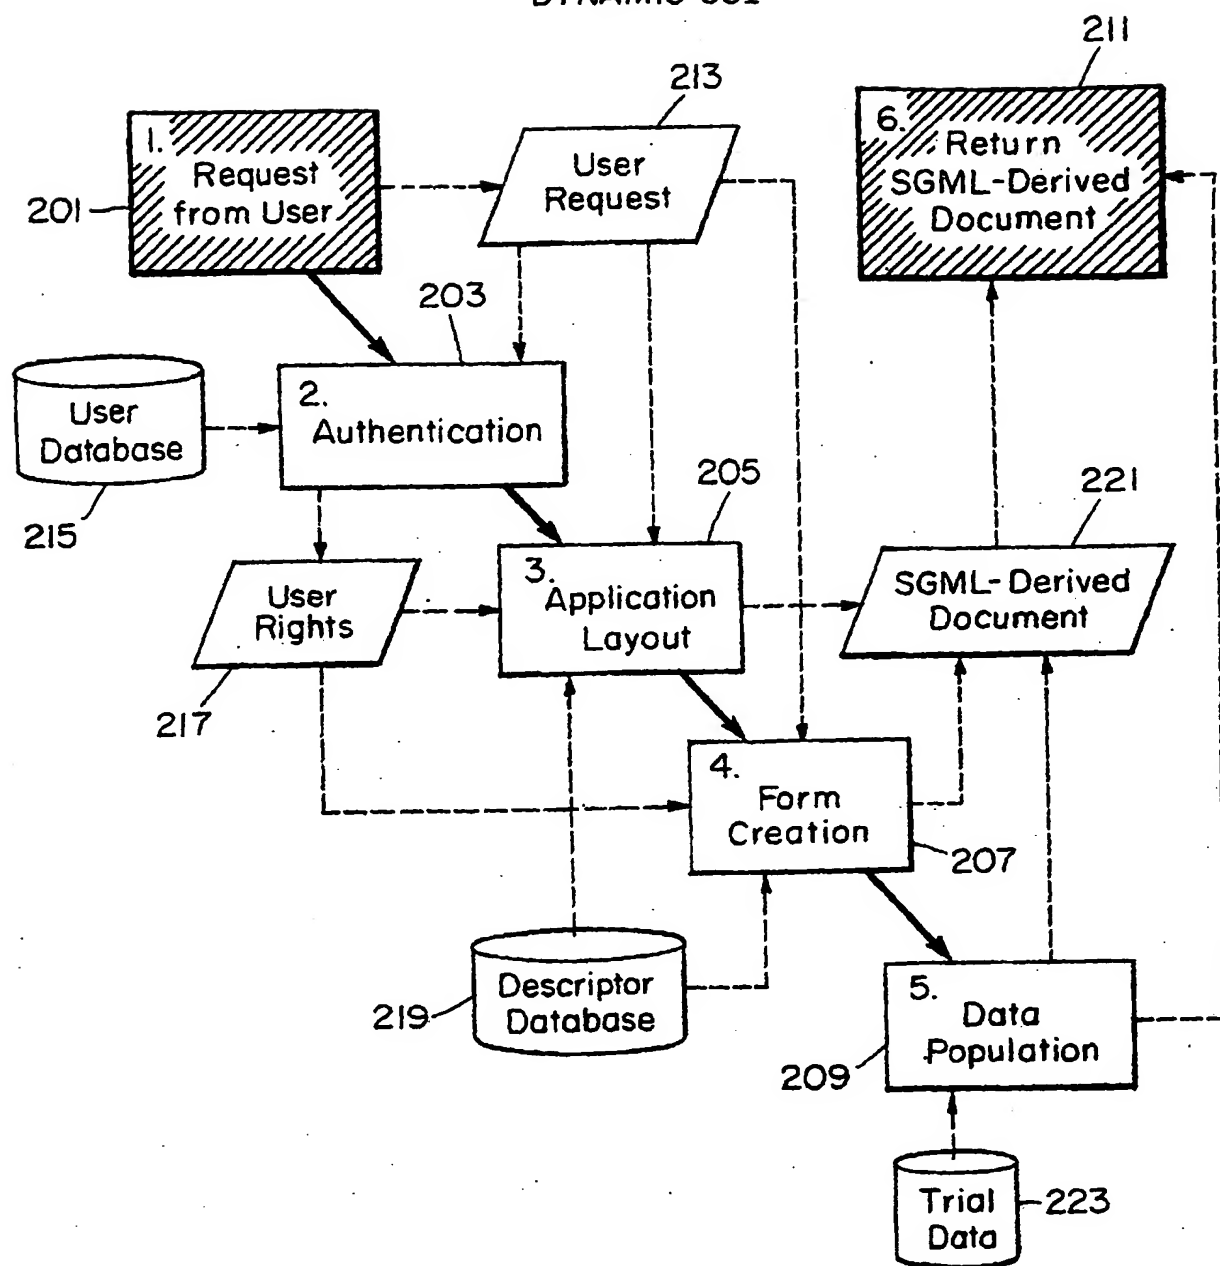 211
213
1.
Request
from User
201
User
Request
6.
Return
SGML-Derived
Document
203
User
Database
215
2.
Authentication
205
221
User
Rights
217
3.
Application
Layout
SGML-Derived
Document
4.
Form
Creation
207
Descriptor
Database
219
5.
Data
Population
209
Trial
Data
223